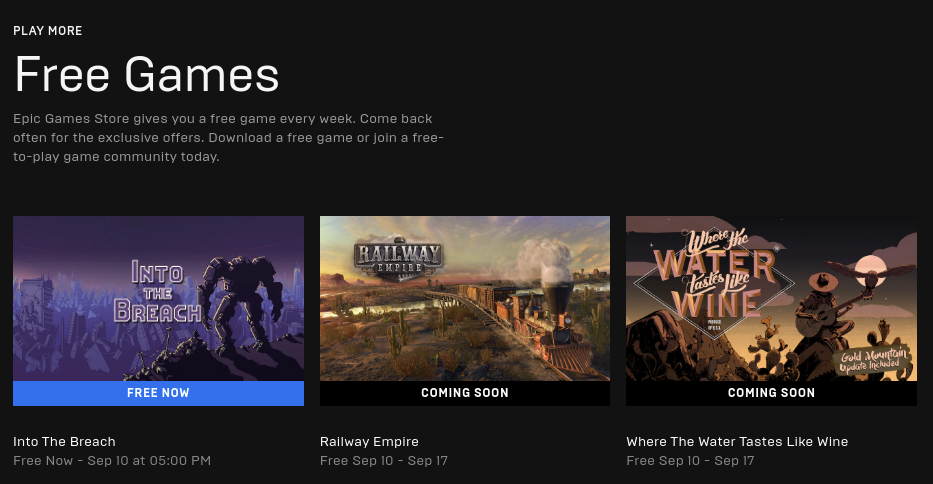 PLAY MORE
Free Games
Epic Games Store gives you a free game every week. Come back
often for the exclusive offers. Download a free game or join a free-
to-play game community today.
INTO
THE
BREACH
FREE NOW
Into The Breach
Free Now - Sep 10 at 05:00 PM
RAILWAY
EMPIRE
COMING SOON
Railway Empire
Free Sep 10 - Sep 17
Where the
WATER
Tastes Like
WINE
PRODUCE
OF U.S.A
Gold Mountain
Update Included
COMING SOON
Where The Water Tastes Like Wine
Free Sep 10 - Sep 17